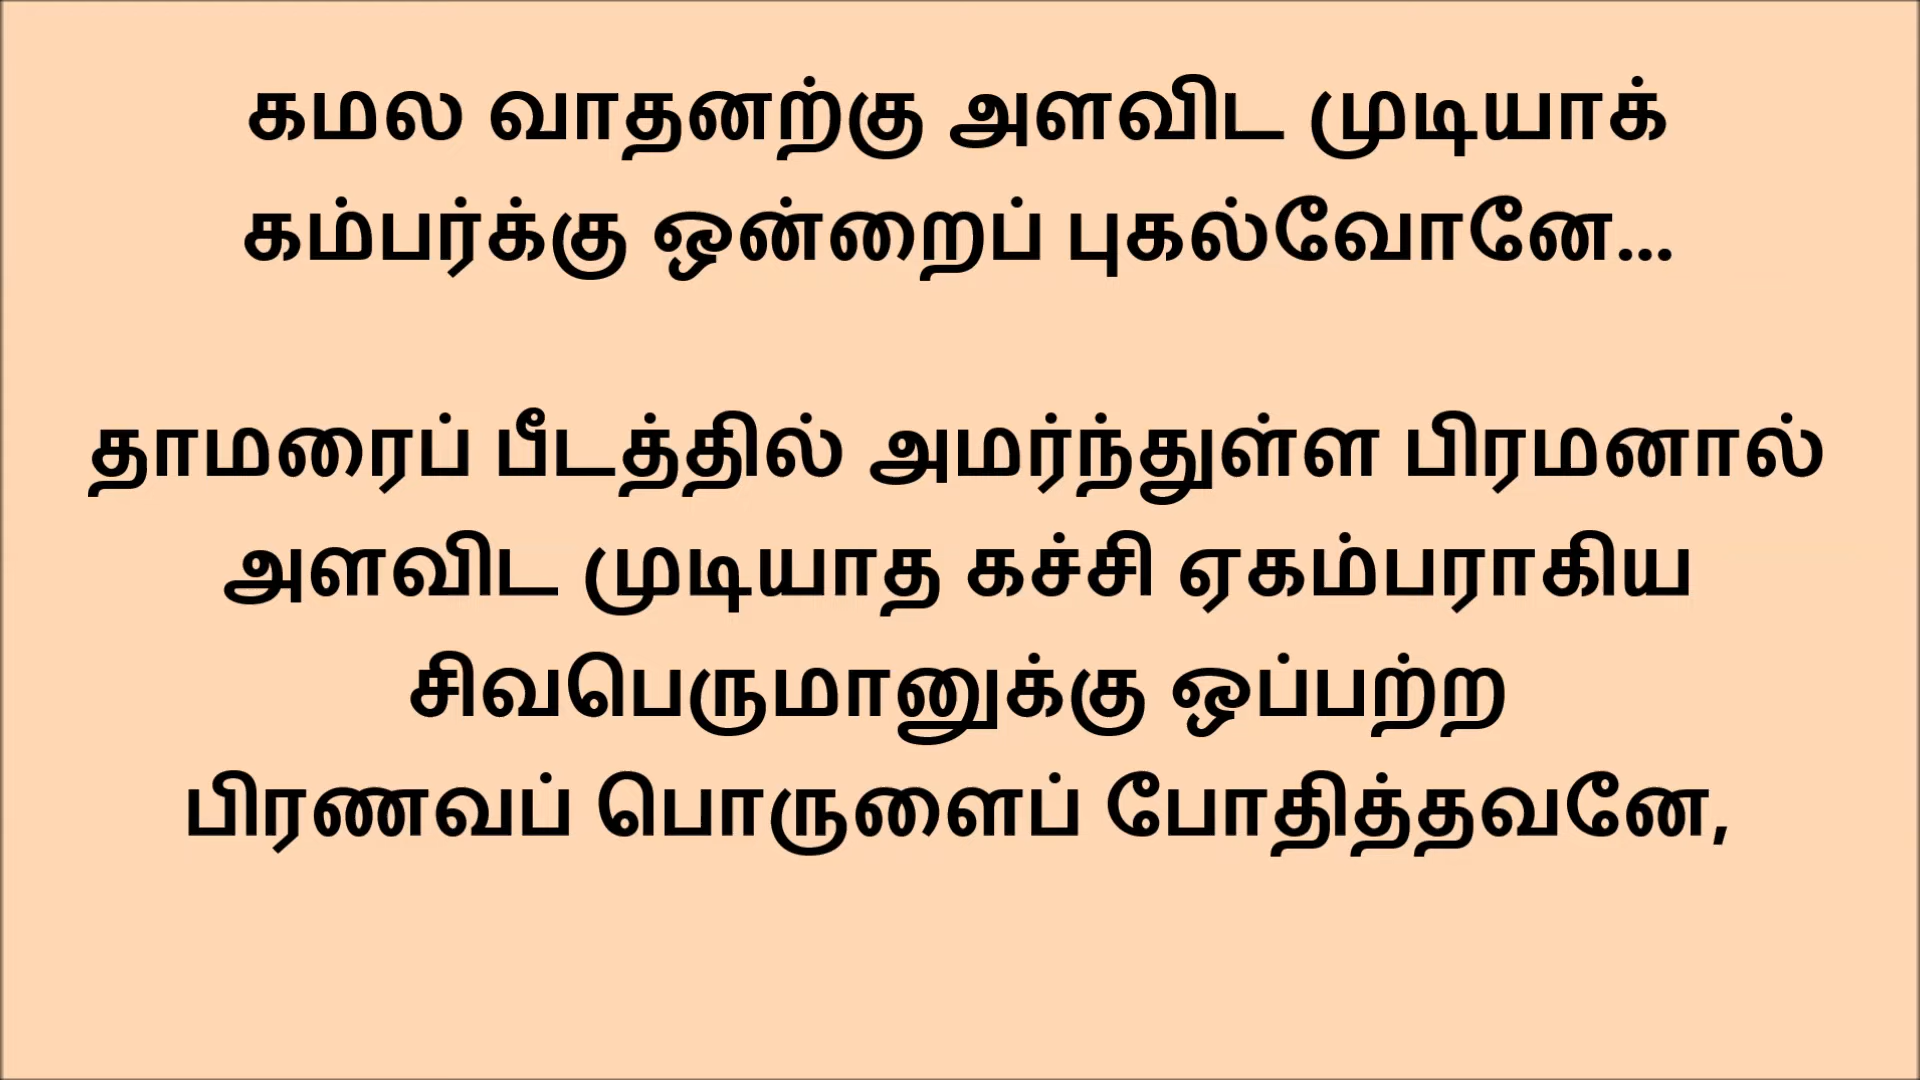 கமல வாதனற்கு அளவிட முடியாக்
கம்பர்க்கு ஒன்றைப் புகல்வோனே...
தாமரைப் பீடத்தில் அமர்ந்துள்ள பிரமனால்
அளவிட முடியாத கச்சி ஏகம்பராகிய
சிவபெருமானுக்கு ஒப்பற்ற
பிரணவப் பொருளைப் போதித்தவனே,